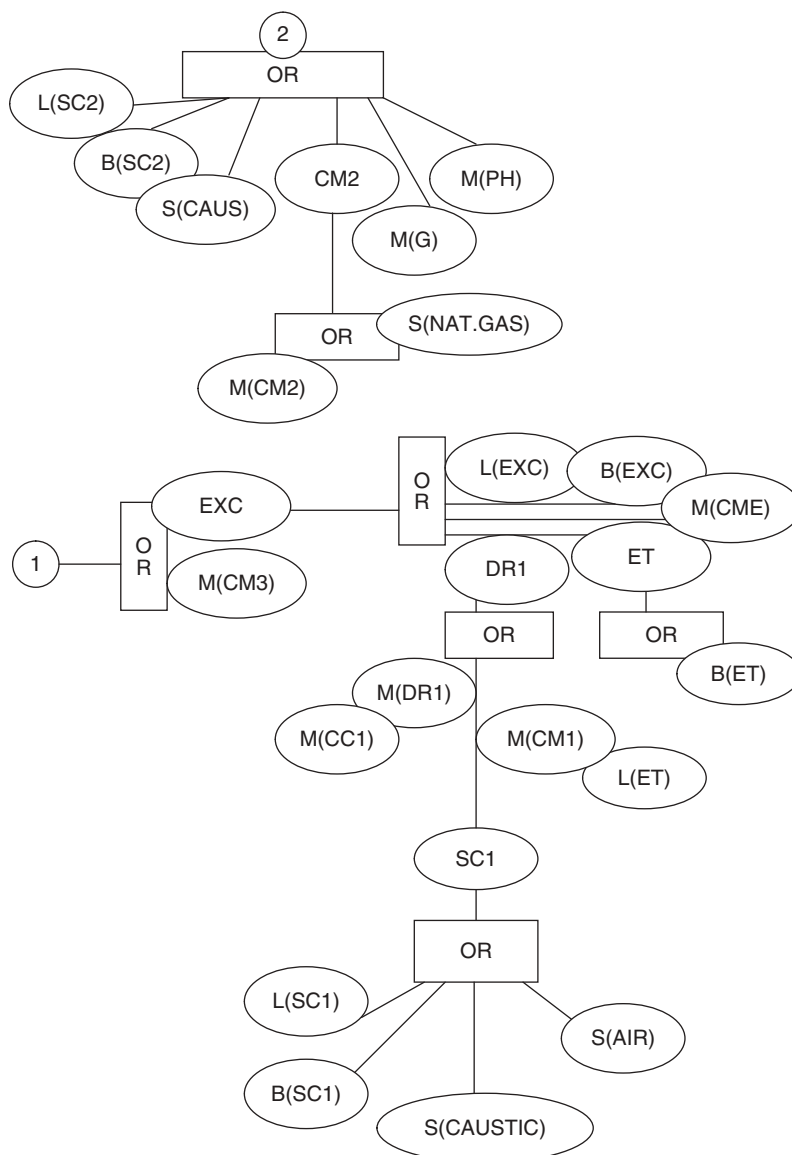 2
OR
L(SC2)
B(SC2)
S(CAUS)
CM2
M(PH)
M(G)
OR
S(NAT.GAS)
M(CM2)
O
R
L(EXC)
B(EXC)
M(CME)
EXC
O
R
1
M(CM3)
DR1
ET
OR
OR
B(ET)
M(DR1)
M(CC1)
M(CM1)
L(ET)
SC1
OR
L(SC1)
S(AIR)
B(SC1)
S(CAUSTIC)